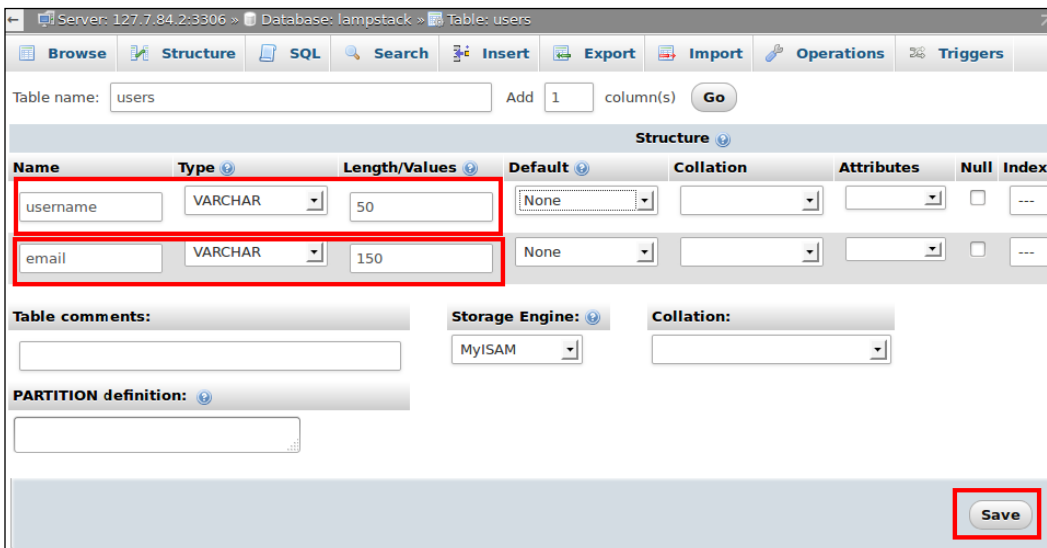 Server: 127.7.84.2:3306 » Database: lampstack » Table: users
Browse Structure SQL Search Insert Export Import Operations Triggers
Table name: users Add 1 column(s) Go
Structure
Name Type Length/Values Default Collation Attributes Null Index
username VARCHAR 50 None ---
email VARCHAR 150 None ---
Table comments: Storage Engine: Collation:
MyISAM
PARTITION definition:
Save